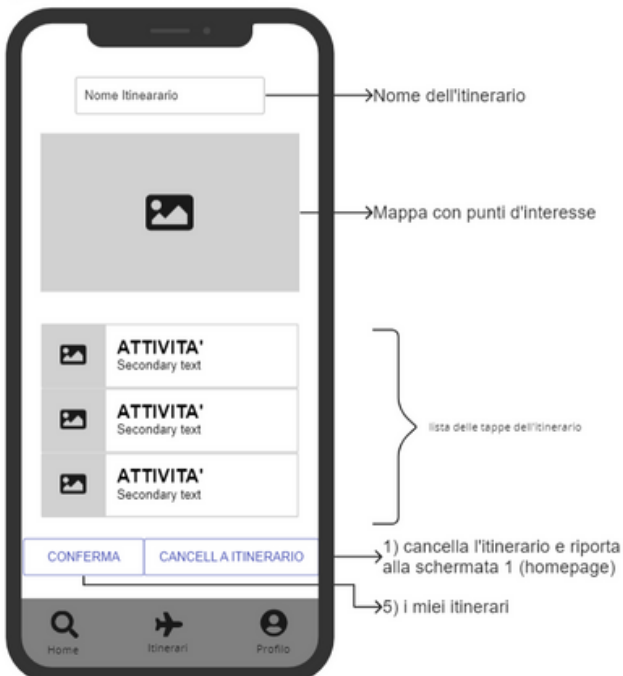 Nome Itinearario
Nome dell'itinerario
Mappa con punti d'interesse
ATTIVITA'
Secondary text
ATTIVITA'
Secondary text
ATTIVITA'
Secondary text
lista delle tappe dell'itinerario
CONFERMA
CANCELL A ITINERARIO
1) cancella l'itinerario e riporta
alla schermata 1 (homepage)
5) i miei itinerari
Home
Itinerari
Profilo